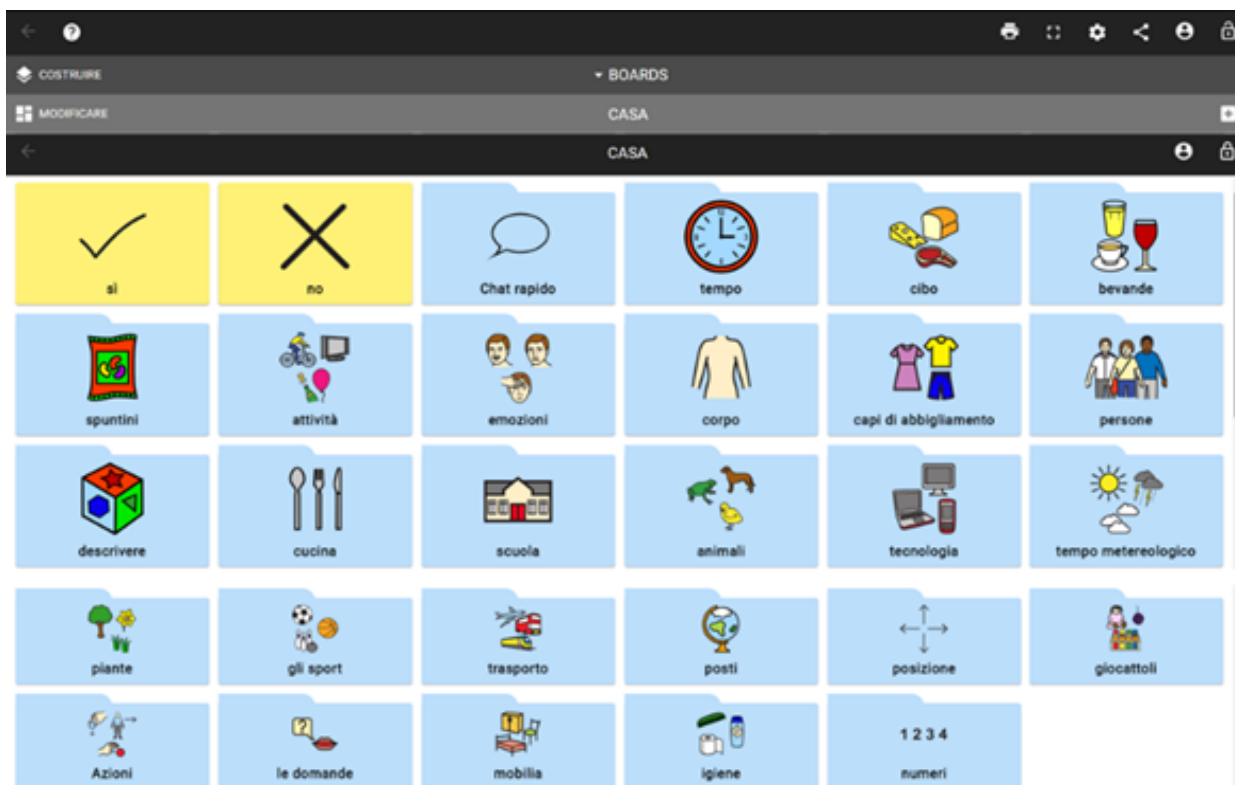 COSTRUIRE
BOARDS
MODIFICARE
CASA
CASA
sì
no
Chat rapido
tempo
cibo
bevande
spuntini
attività
emozioni
corpo
capi di abbigliamento
persone
descrivere
cucina
scuola
animali
tecnologia
tempo metereologico
piante
gli sport
trasporto
posti
posizione
giocattoli
Azioni
le domande
mobilia
igiene
1 2 3 4
numeri